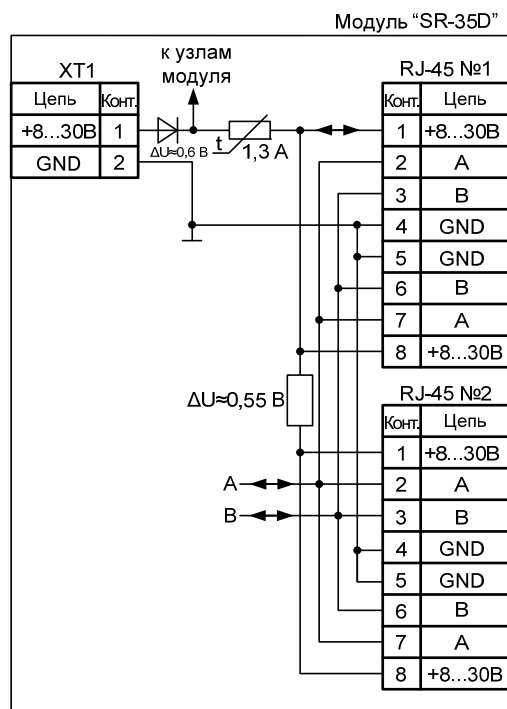 Модуль “SR-35D”
к узлам
модуля
XT1
Цепь Конт.
+8...30В 1
GND 2
ΔU≈0,6 В
t
1,3 А
RJ-45 №1
Конт. Цепь
1 +8...30В
2 A
3 B
4 GND
5 GND
6 B
7 A
8 +8...30В
ΔU≈0,55 В
A
B
RJ-45 №2
Конт. Цепь
1 +8...30В
2 A
3 B
4 GND
5 GND
6 B
7 A
8 +8...30В